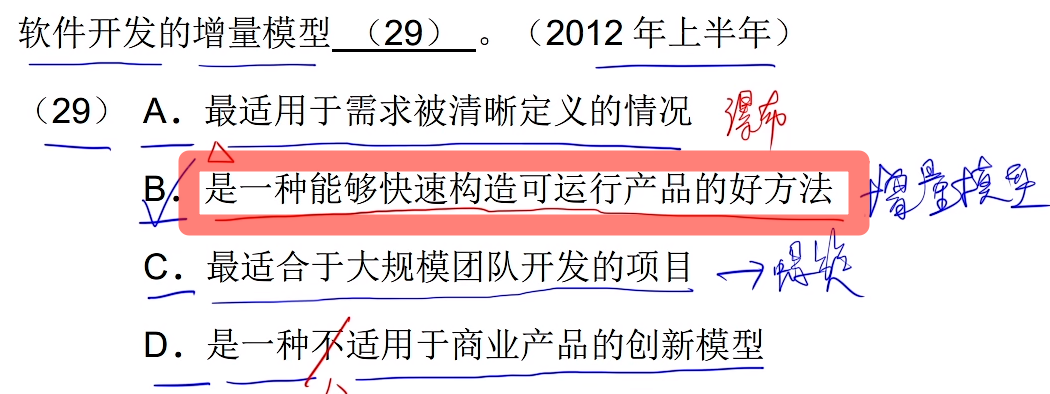 软件开发的增量模型 （29） 。（2012 年上半年）
（29） A．最适用于需求被清晰定义的情况 瀑布
B．是一种能够快速构造可运行产品的好方法 增量模型
C．最适合于大规模团队开发的项目 → 螺旋
D．是一种不适用于商业产品的创新模型